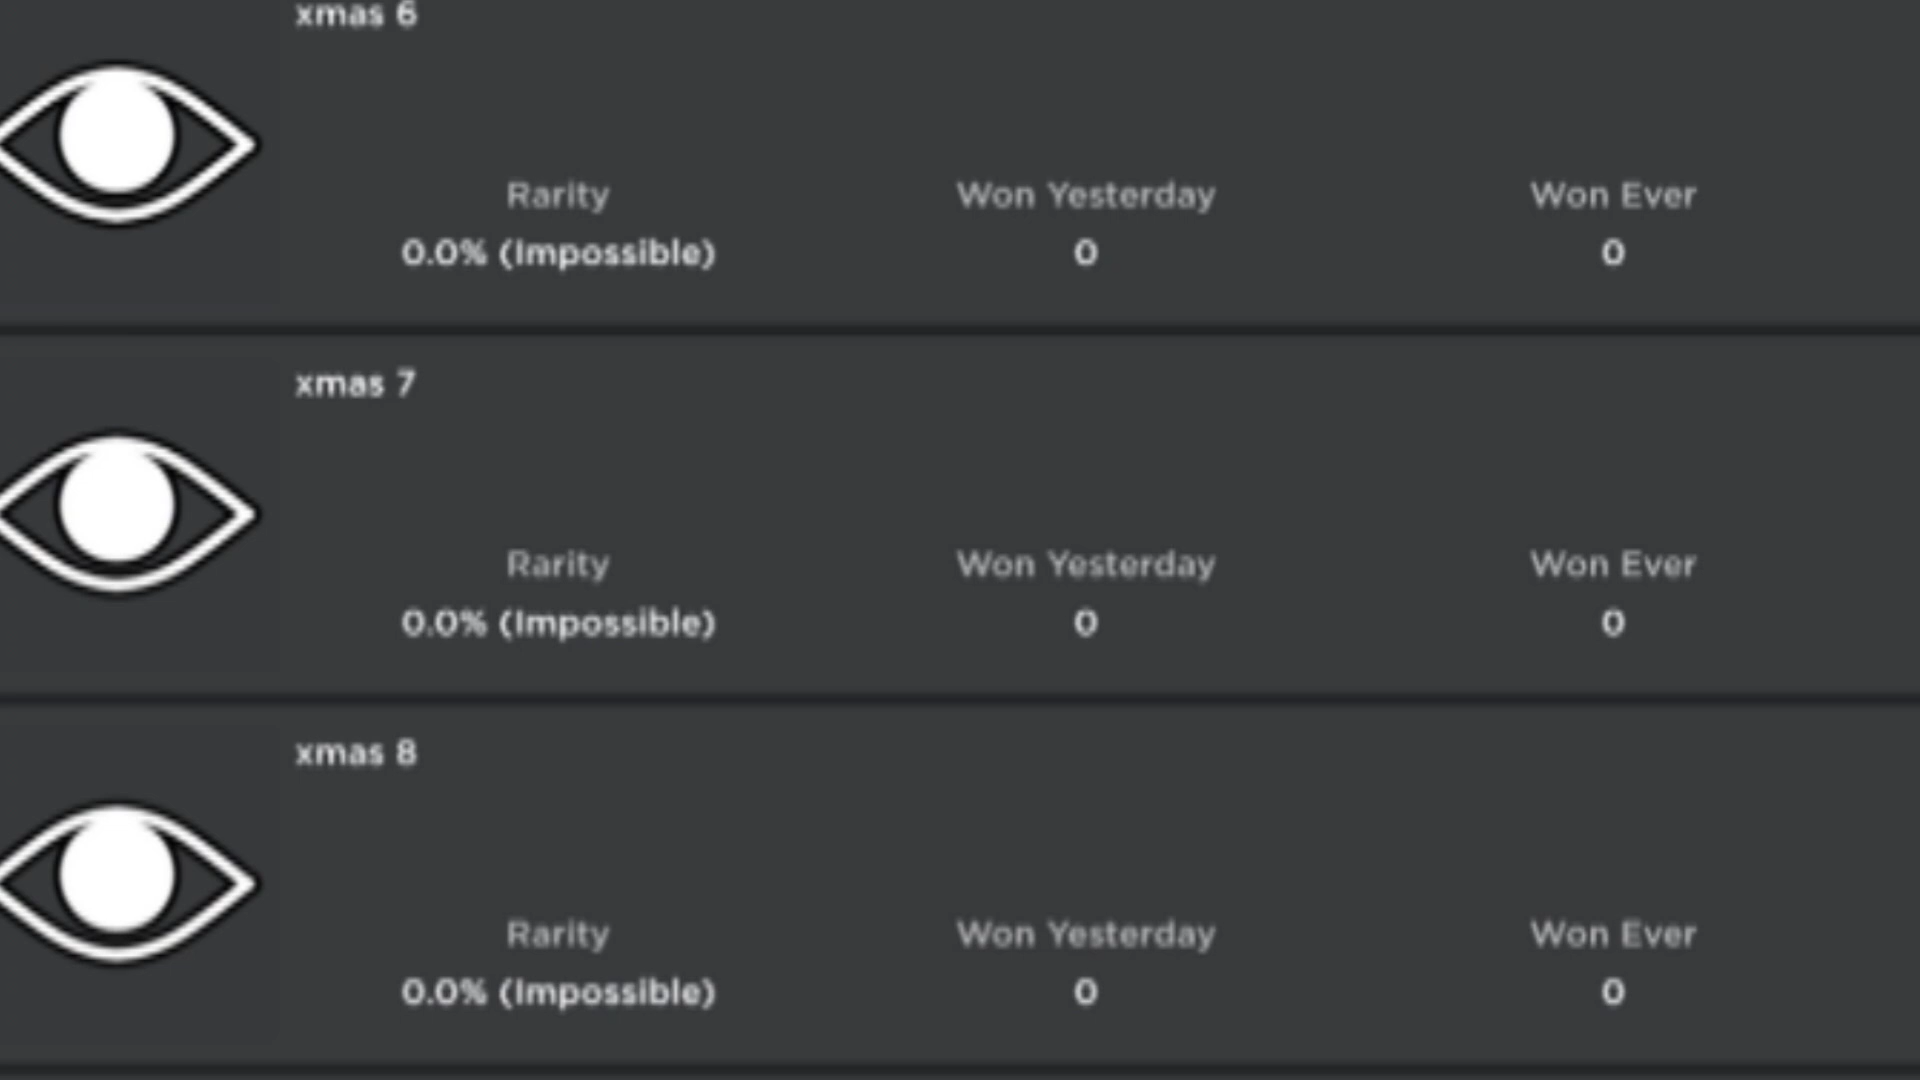 xmas 6
Rarity Won Yesterday Won Ever
0.0% (Impossible) 0 0
xmas 7
Rarity Won Yesterday Won Ever
0.0% (Impossible) 0 0
xmas 8
Rarity Won Yesterday Won Ever
0.0% (Impossible) 0 0